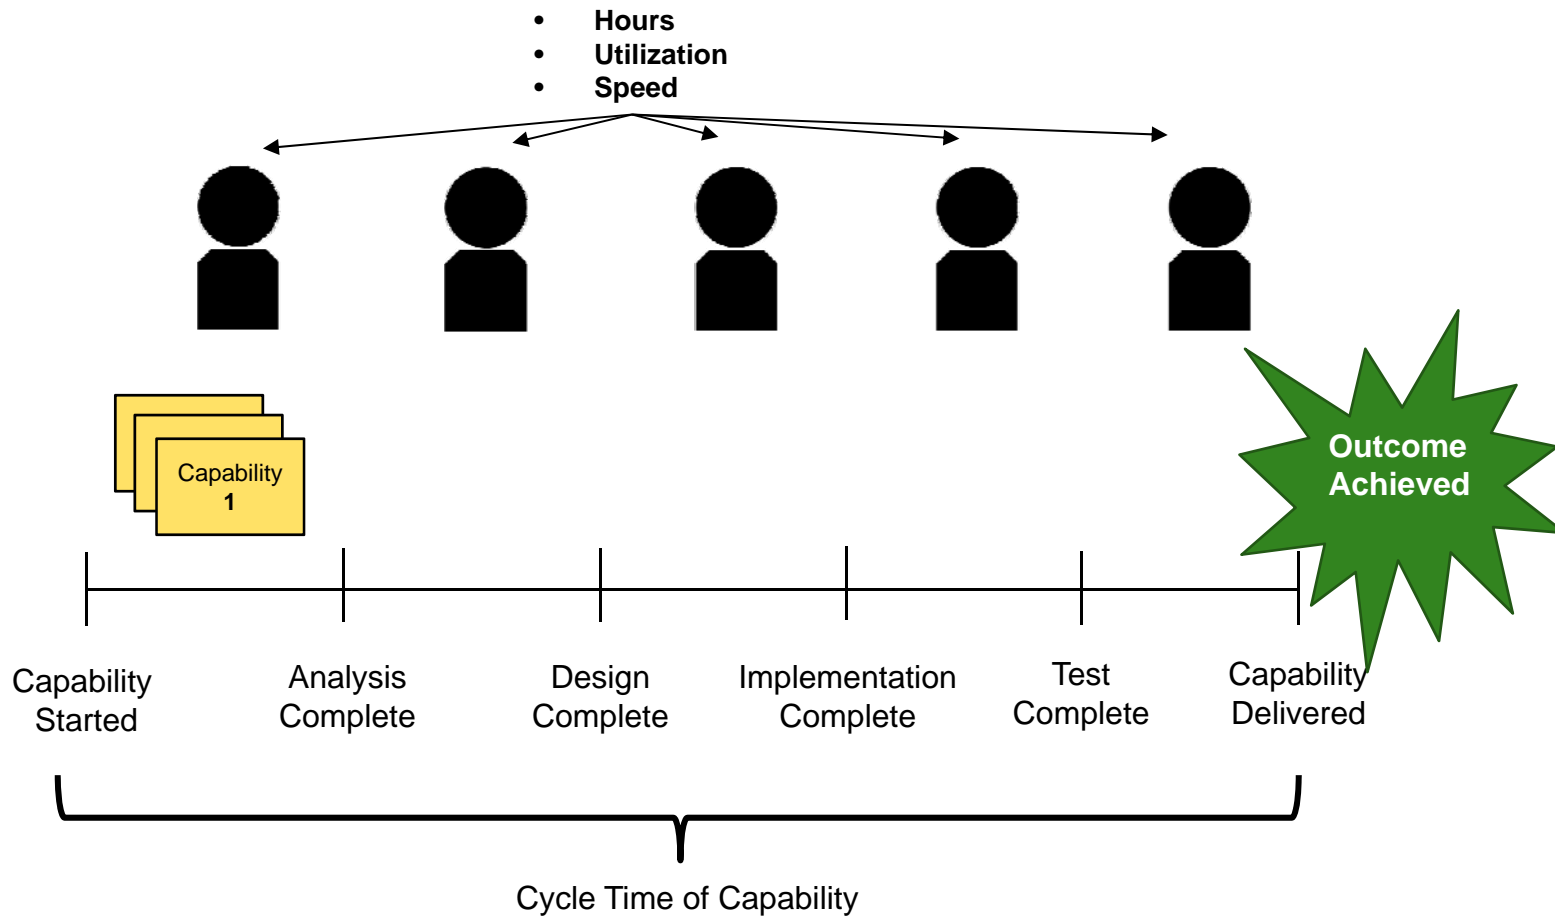 • Hours
• Utilization
• Speed
Capability
1
Outcome
Achieved
Capability
Started
Analysis
Complete
Design
Complete
Implementation
Complete
Test
Complete
Capability
Delivered
Cycle Time of Capability